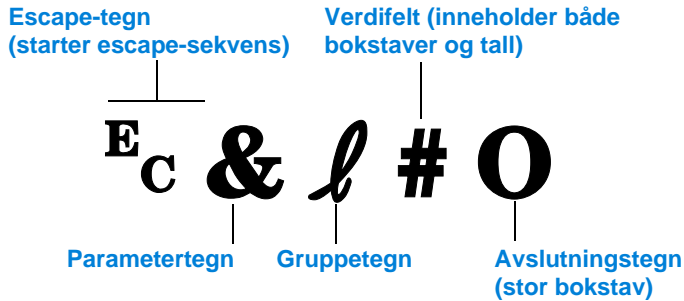 Escape-tegn
(starter escape-sekvens)
Verdifelt (inneholder både
bokstaver og tall)
EC & ℓ # O
Parametertegn
Gruppetegn
Avslutningstegn
(stor bokstav)